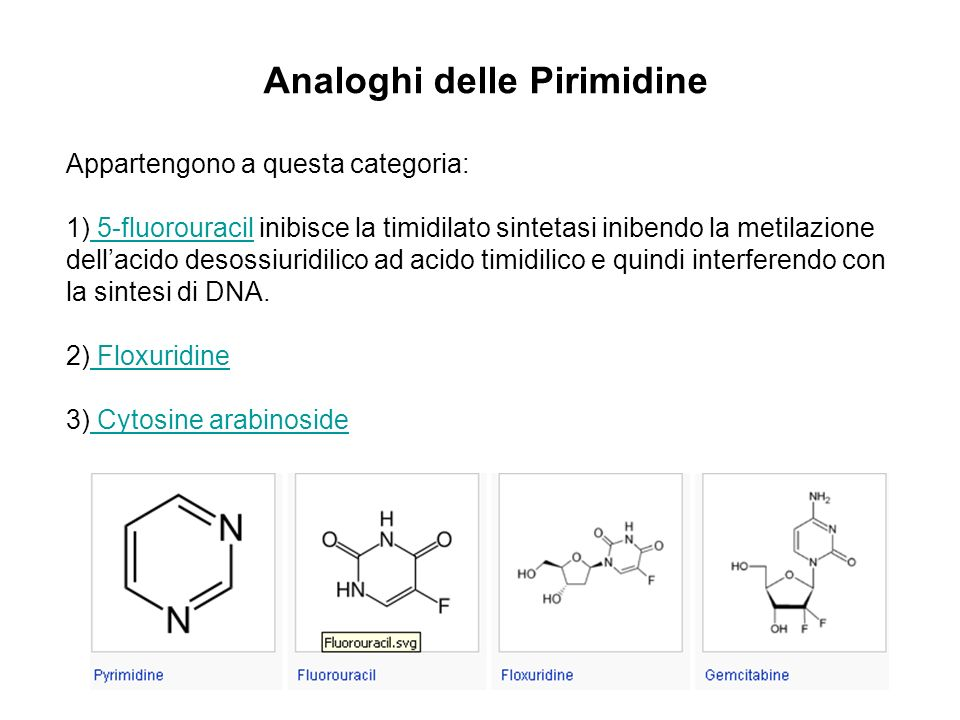 Analoghi delle Pirimidine
Appartengono a questa categoria:
1) 5-fluorouracil inibisce la timidilato sintetasi inibendo la metilazione
dell’acido desossiuridilico ad acido timidilico e quindi interferendo con
la sintesi di DNA.
2) Floxuridine
3) Cytosine arabinoside
N
N
H
O N O
HN F
Fluorouracil.svg
H
O N O
HO O N F
HO
NH₂
N
HO N O
O
OH F F
Pyrimidine
Fluorouracil
Floxuridine
Gemcitabine